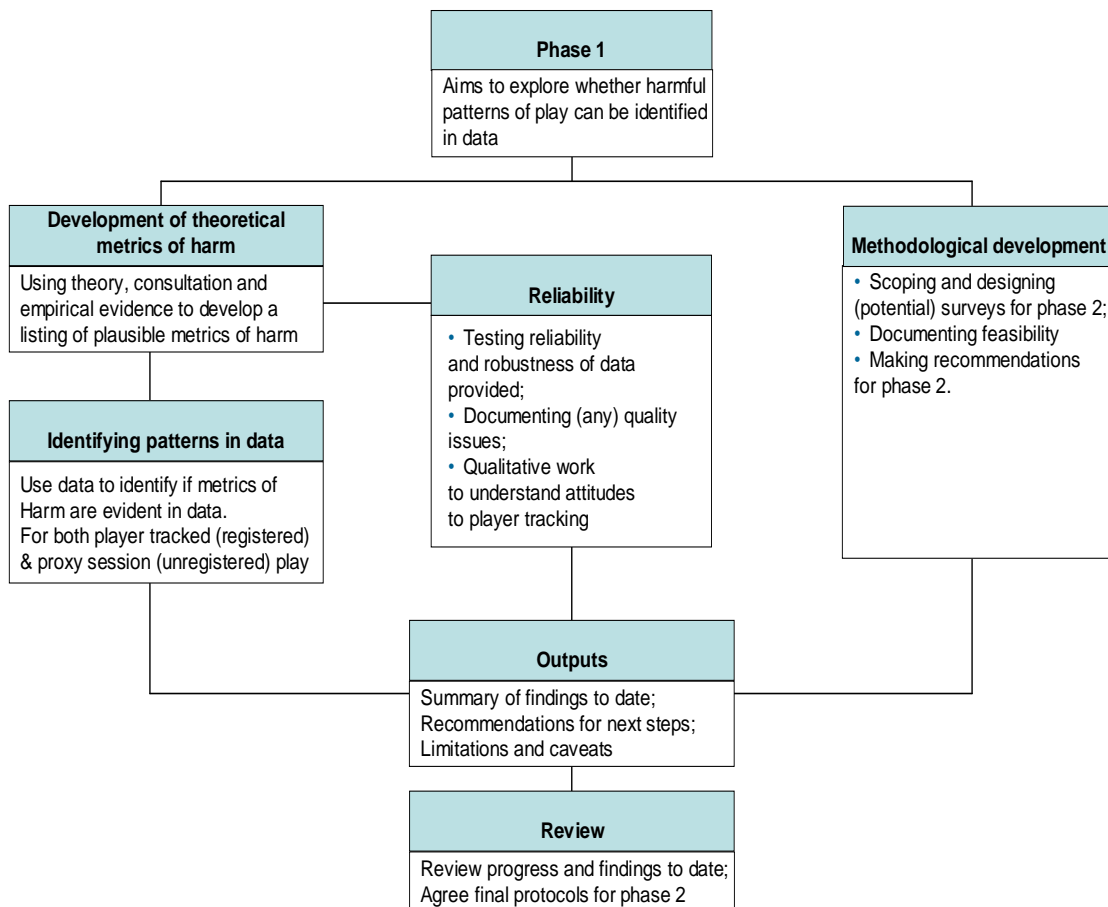 Phase 1
Aims to explore whether harmful
patterns of play can be identified
in data
Development of theoretical
metrics of harm
Using theory, consultation and
empirical evidence to develop a
listing of plausible metrics of harm
Identifying patterns in data
Use data to identify if metrics of
Harm are evident in data.
For both player tracked (registered)
& proxy session (unregistered) play
Reliability
• Testing reliability
and robustness of data
provided;
• Documenting (any) quality
issues;
• Qualitative work
to understand attitudes
to player tracking
Methodological development
• Scoping and designing
(potential) surveys for phase 2;
• Documenting feasibility
• Making recommendations
for phase 2.
Outputs
Summary of findings to date;
Recommendations for next steps;
Limitations and caveats
Review
Review progress and findings to date;
Agree final protocols for phase 2